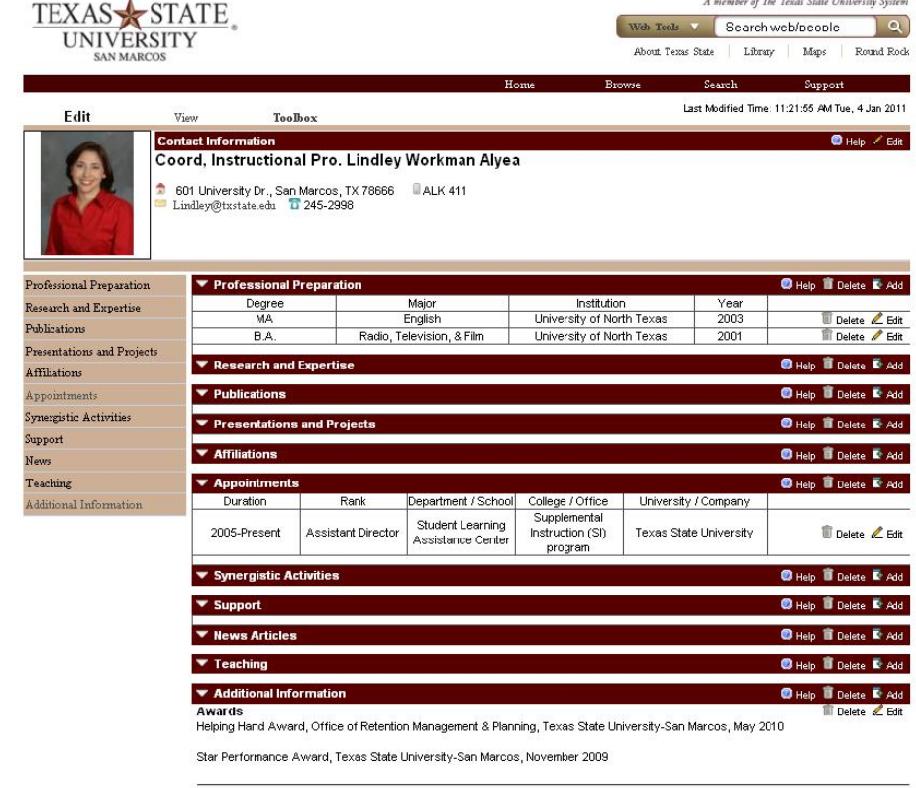 A member of The Texas State University System
TEXAS STATE
UNIVERSITY
SAN MARCOS
Web Tools Search web/people
About Texas State Library Maps Round Rock
Home Browse Search Support
Edit View Toolbox Last Modified Time: 11:21:55 AM Tue, 4 Jan 2011
Contact Information Help Edit
Coord, Instructional Pro. Lindley Workman Alyea
601 University Dr., San Marcos, TX 78666 ALK 411
Lindley@txstate.edu 245-2998
Professional Preparation
Research and Expertise
Publications
Presentations and Projects
Affiliations
Appointments
Synergistic Activities
Support
News
Teaching
Additional Information
Professional Preparation Help Delete Add
Degree Major Institution Year
MA English University of North Texas 2003 Delete Edit
B.A. Radio, Television, & Film University of North Texas 2001 Delete Edit
Research and Expertise Help Delete Add
Publications Help Delete Add
Presentations and Projects Help Delete Add
Affiliations Help Delete Add
Appointments Help Delete Add
Duration Rank Department / School College / Office University / Company
2005-Present Assistant Director Student Learning Assistance Center Supplemental Instruction (SI) program Texas State University Delete Edit
Synergistic Activities Help Delete Add
Support Help Delete Add
News Articles Help Delete Add
Teaching Help Delete Add
Additional Information Help Delete Add
Awards Delete Edit
Helping Hard Award, Office of Retention Management & Planning, Texas State University-San Marcos, May 2010
Star Performance Award, Texas State University-San Marcos, November 2009